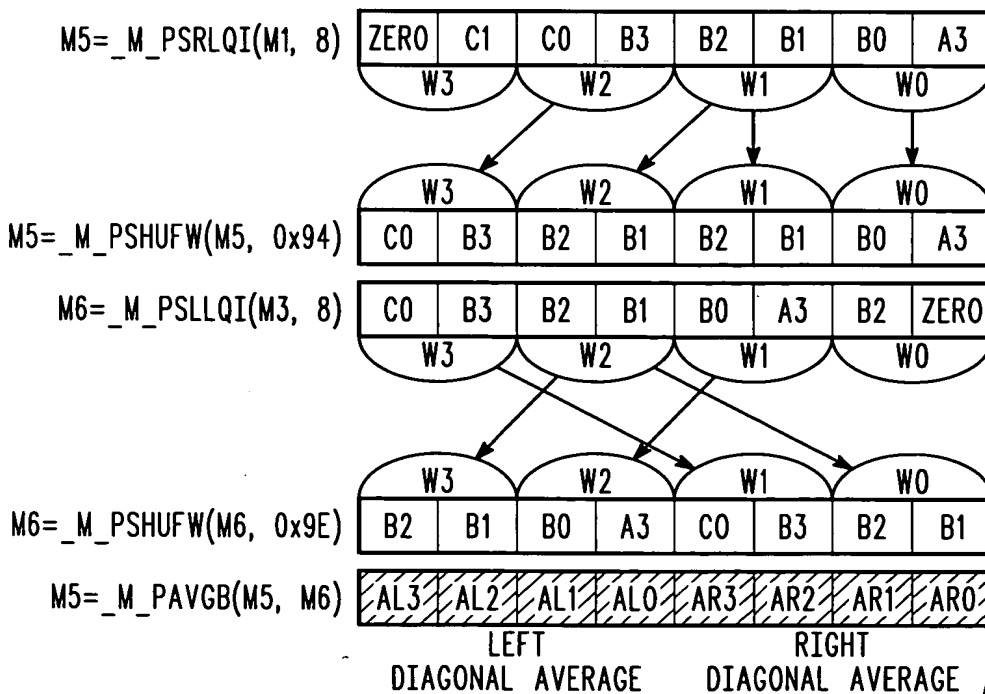 M5=_M_PSRLQI(M1, 8) ZERO C1 C0 B3 B2 B1 B0 A3
W3 W2 W1 W0
W3 W2 W1 W0
M5=_M_PSHUFW(M5, 0x94) C0 B3 B2 B1 B2 B1 B0 A3
M6=_M_PSLLQI(M3, 8) C0 B3 B2 B1 B0 A3 B2 ZERO
W3 W2 W1 W0
W3 W2 W1 W0
M6=_M_PSHUFW(M6, 0x9E) B2 B1 B0 A3 C0 B3 B2 B1
M5=_M_PAVGB(M5, M6) AL3 AL2 AL1 AL0 AR3 AR2 AR1 AR0
LEFT RIGHT
DIAGONAL AVERAGE DIAGONAL AVERAGE